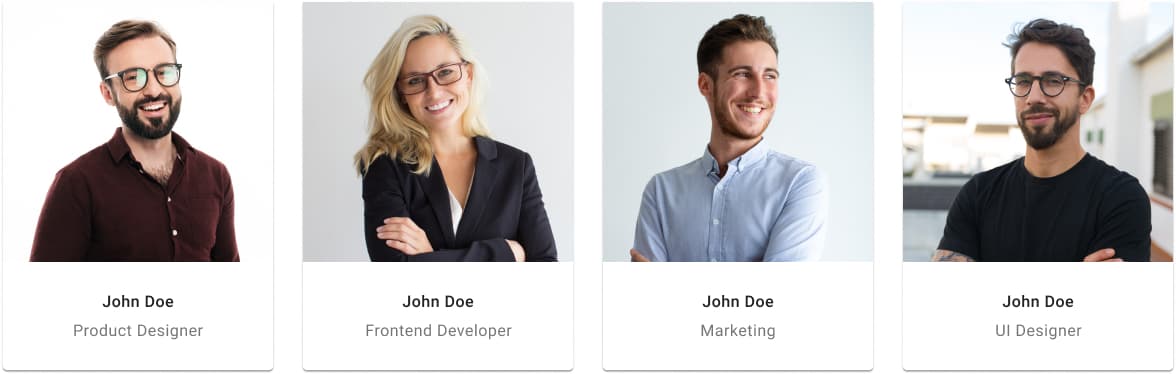 John Doe
Product Designer
John Doe
Frontend Developer
John Doe
Marketing
John Doe
UI Designer